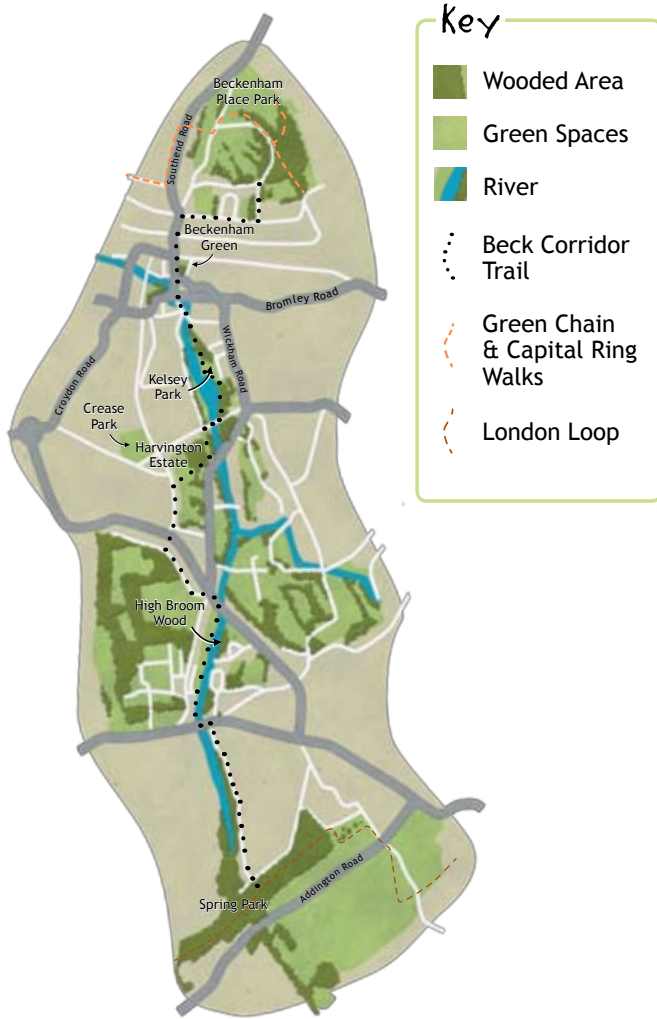 Key
Wooded Area
Green Spaces
River
Beck Corridor
Trail
Green Chain
& Capital Ring
Walks
London Loop
Beckenham
Place Park
Southend Road
Beckenham
Green
Bromley Road
Wickham Road
Croydon Road
Kelsey
Park
Crease
Park
Harvington
Estate
High Broom
Wood
Addington Road
Spring Park